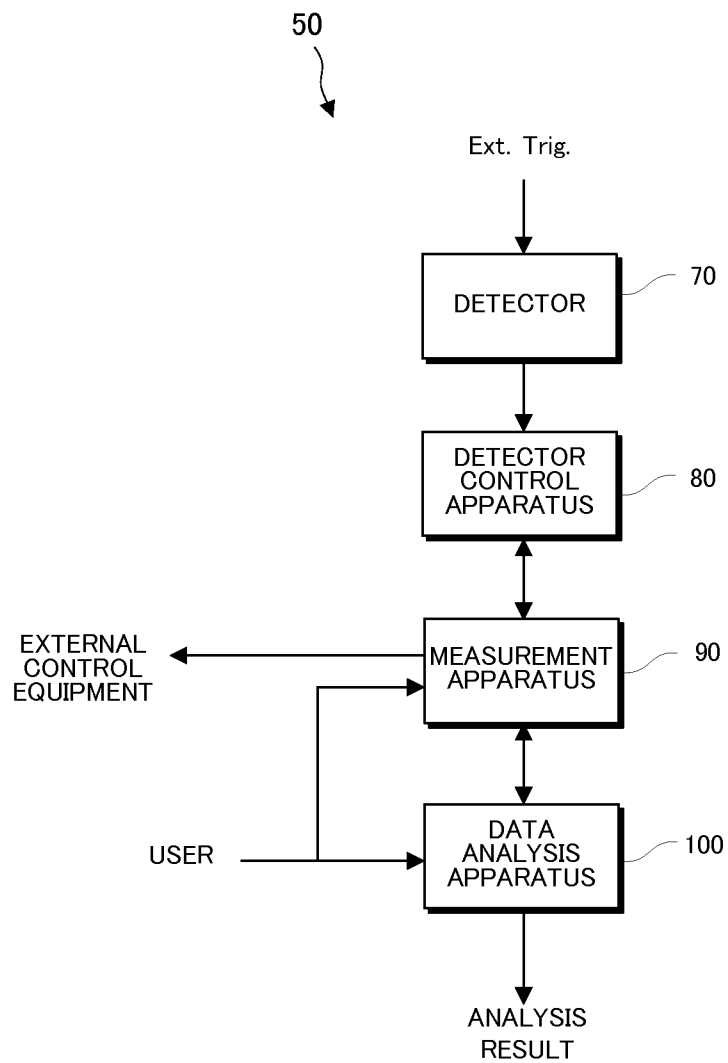 50
Ext. Trig.
DETECTOR
70
DETECTOR
CONTROL
APPARATUS
80
EXTERNAL
CONTROL
EQUIPMENT
MEASUREMENT
APPARATUS
90
USER
DATA
ANALYSIS
APPARATUS
100
ANALYSIS
RESULT